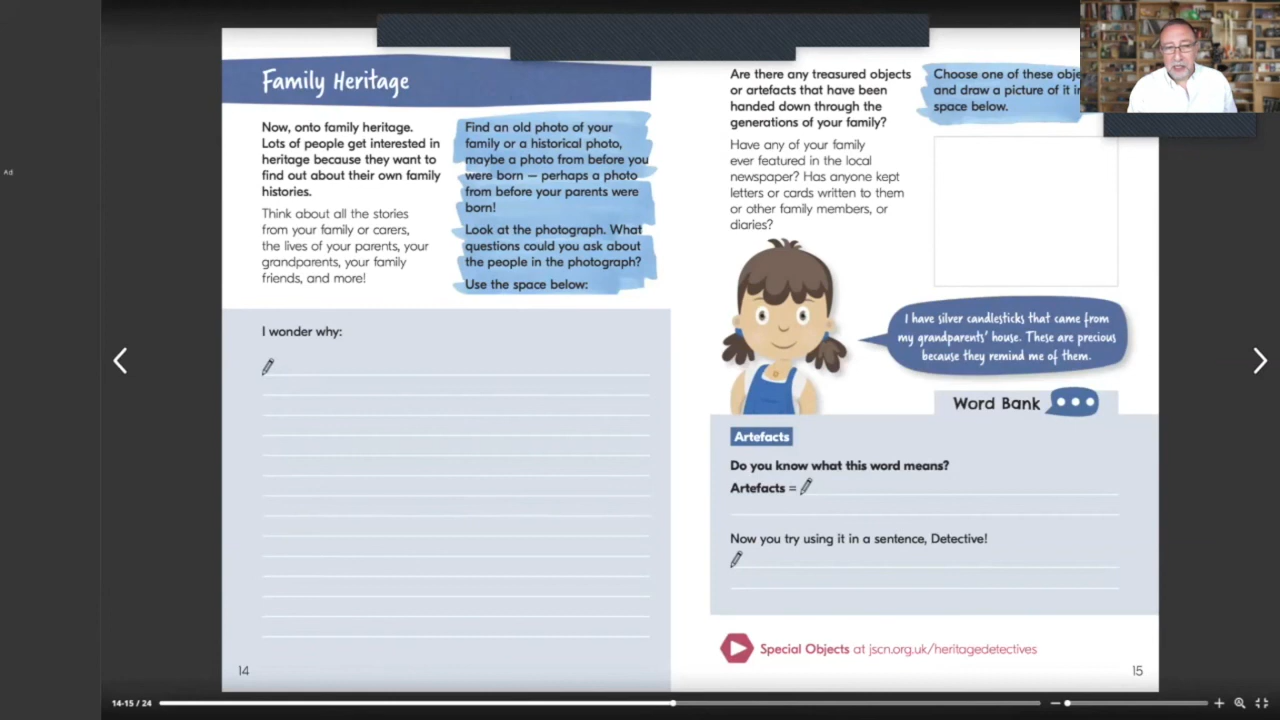 Ad
Family Heritage
Now, onto family heritage.
Lots of people get interested in
heritage because they want to
find out about their own family
histories.
Think about all the stories
from your family or carers,
the lives of your parents, your
grandparents, your family
friends, and more!
Find an old photo of your
family or a historical photo,
maybe a photo from before you
were born – perhaps a photo
from before your parents were
born!
Look at the photograph. What
questions could you ask about
the people in the photograph?
Use the space below:
I wonder why:
14
Are there any treasured objects
or artefacts that have been
handed down through the
generations of your family?
Have any of your family
ever featured in the local
newspaper? Has anyone kept
letters or cards written to them
or other family members, or
diaries?
Choose one of these
and draw a picture of it
space below.
I have silver candlesticks that came from
my grandparents' house. These are precious
because they remind me of them.
Word Bank
Artefacts
Do you know what this word means?
Artefacts =
Now you try using it in a sentence, Detective!
Special Objects at jscn.org.uk/heritagedetectives
15
14-15 / 24